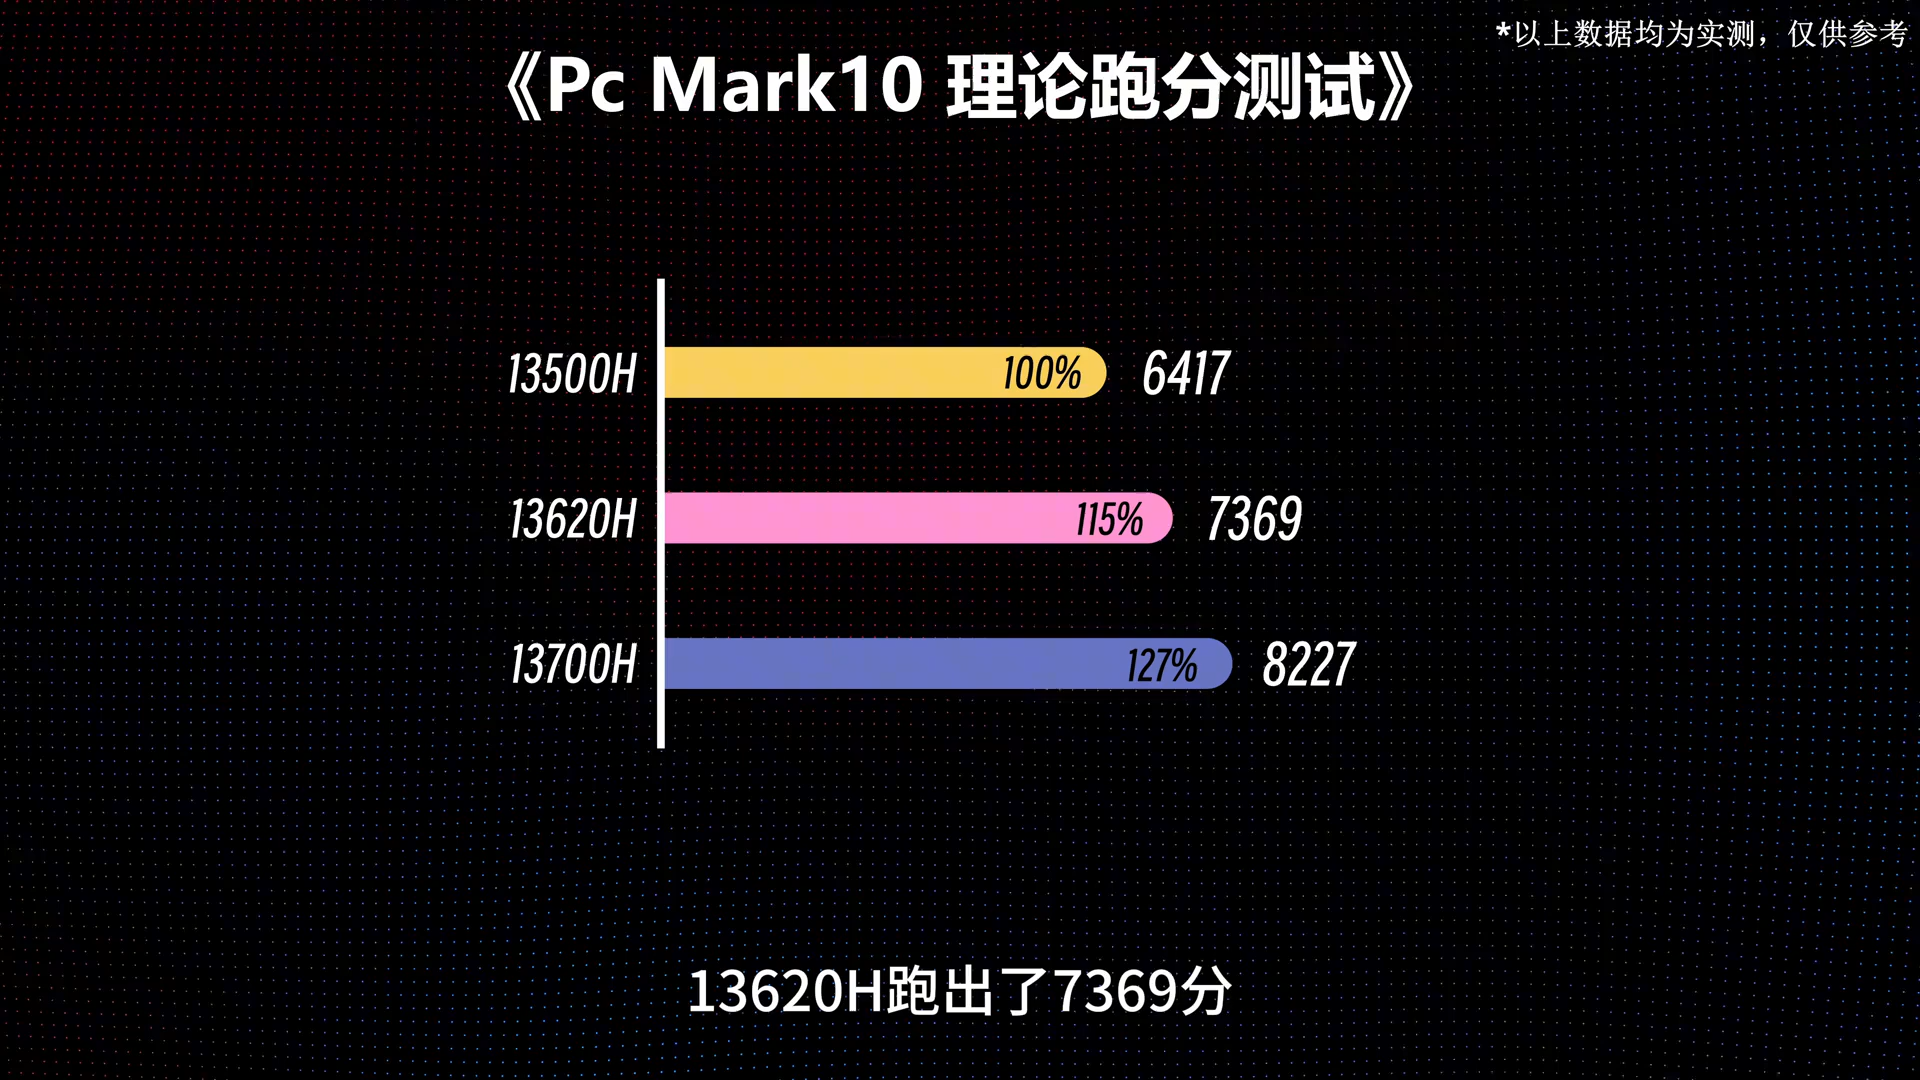 *以上数据均为实测，仅供参考
《Pc Mark10 理论跑分测试》
13500H 100% 6417
13620H 115% 7369
13700H 127% 8227
13620H跑出了7369分